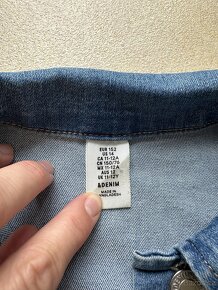 EUR 152
US 14
CA 11-12A
CN 150/76
MX 11-12A
AUS 12
UK 11-12Y
&DENIM
MADE IN
BANGLADESH